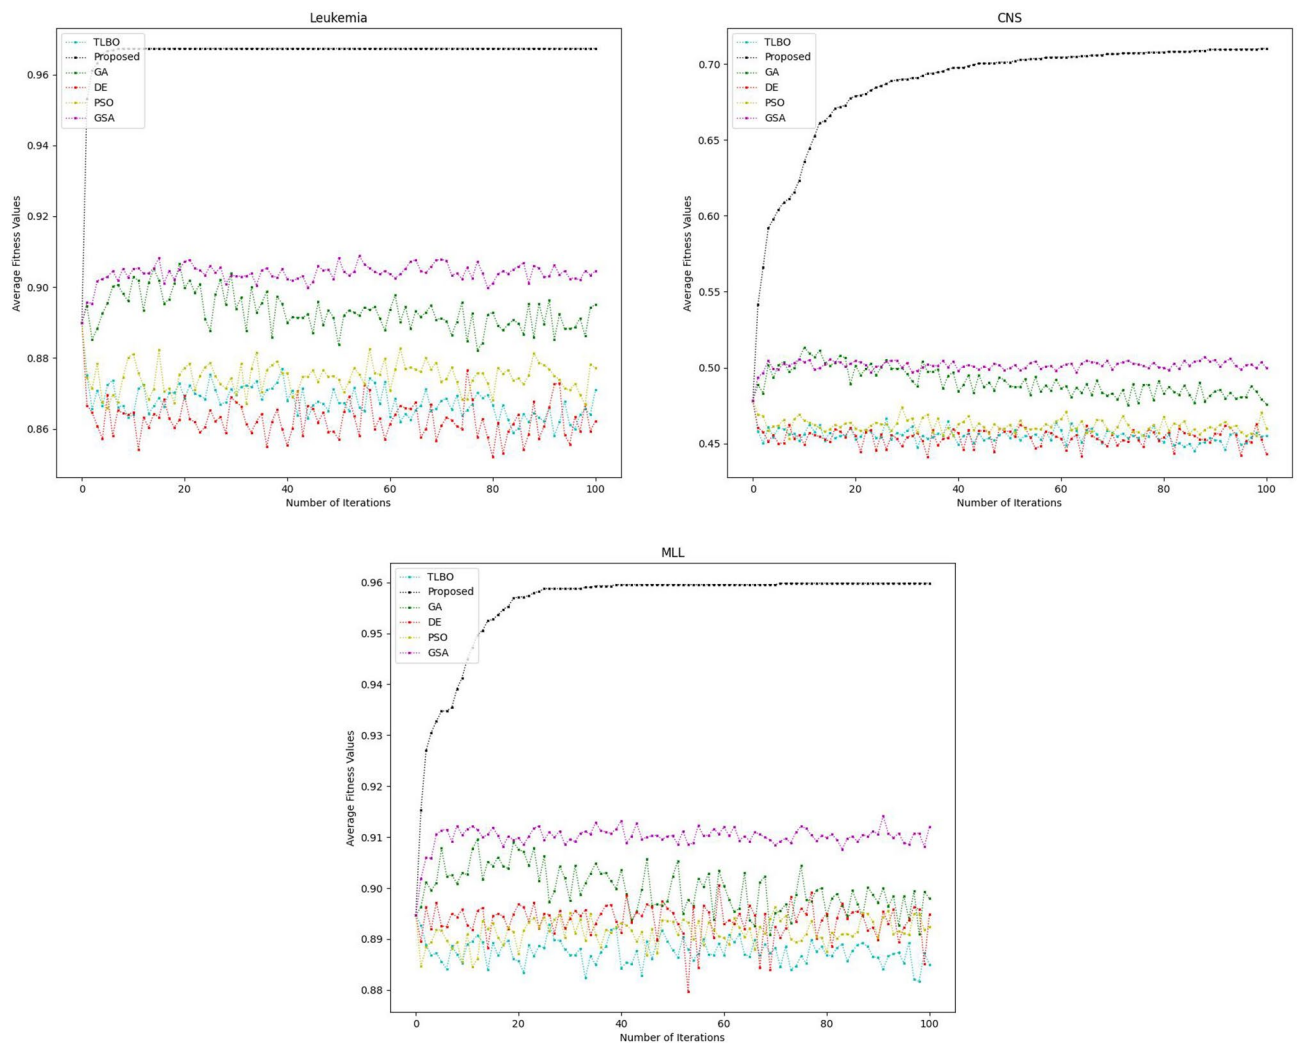 Leukemia
TLBO
Proposed
GA
DE
PSO
GSA
0.96
0.94
0.92
0.90
0.88
0.86
Average Fitness Values
0 20 40 60 80 100
Number of Iterations
CNS
TLBO
Proposed
GA
DE
PSO
GSA
0.70
0.65
0.60
0.55
0.50
0.45
Average Fitness Values
0 20 40 60 80 100
Number of Iterations
MLL
TLBO
Proposed
GA
DE
PSO
GSA
0.96
0.95
0.94
0.93
0.92
0.91
0.90
0.89
0.88
Average Fitness Values
0 20 40 60 80 100
Number of Iterations